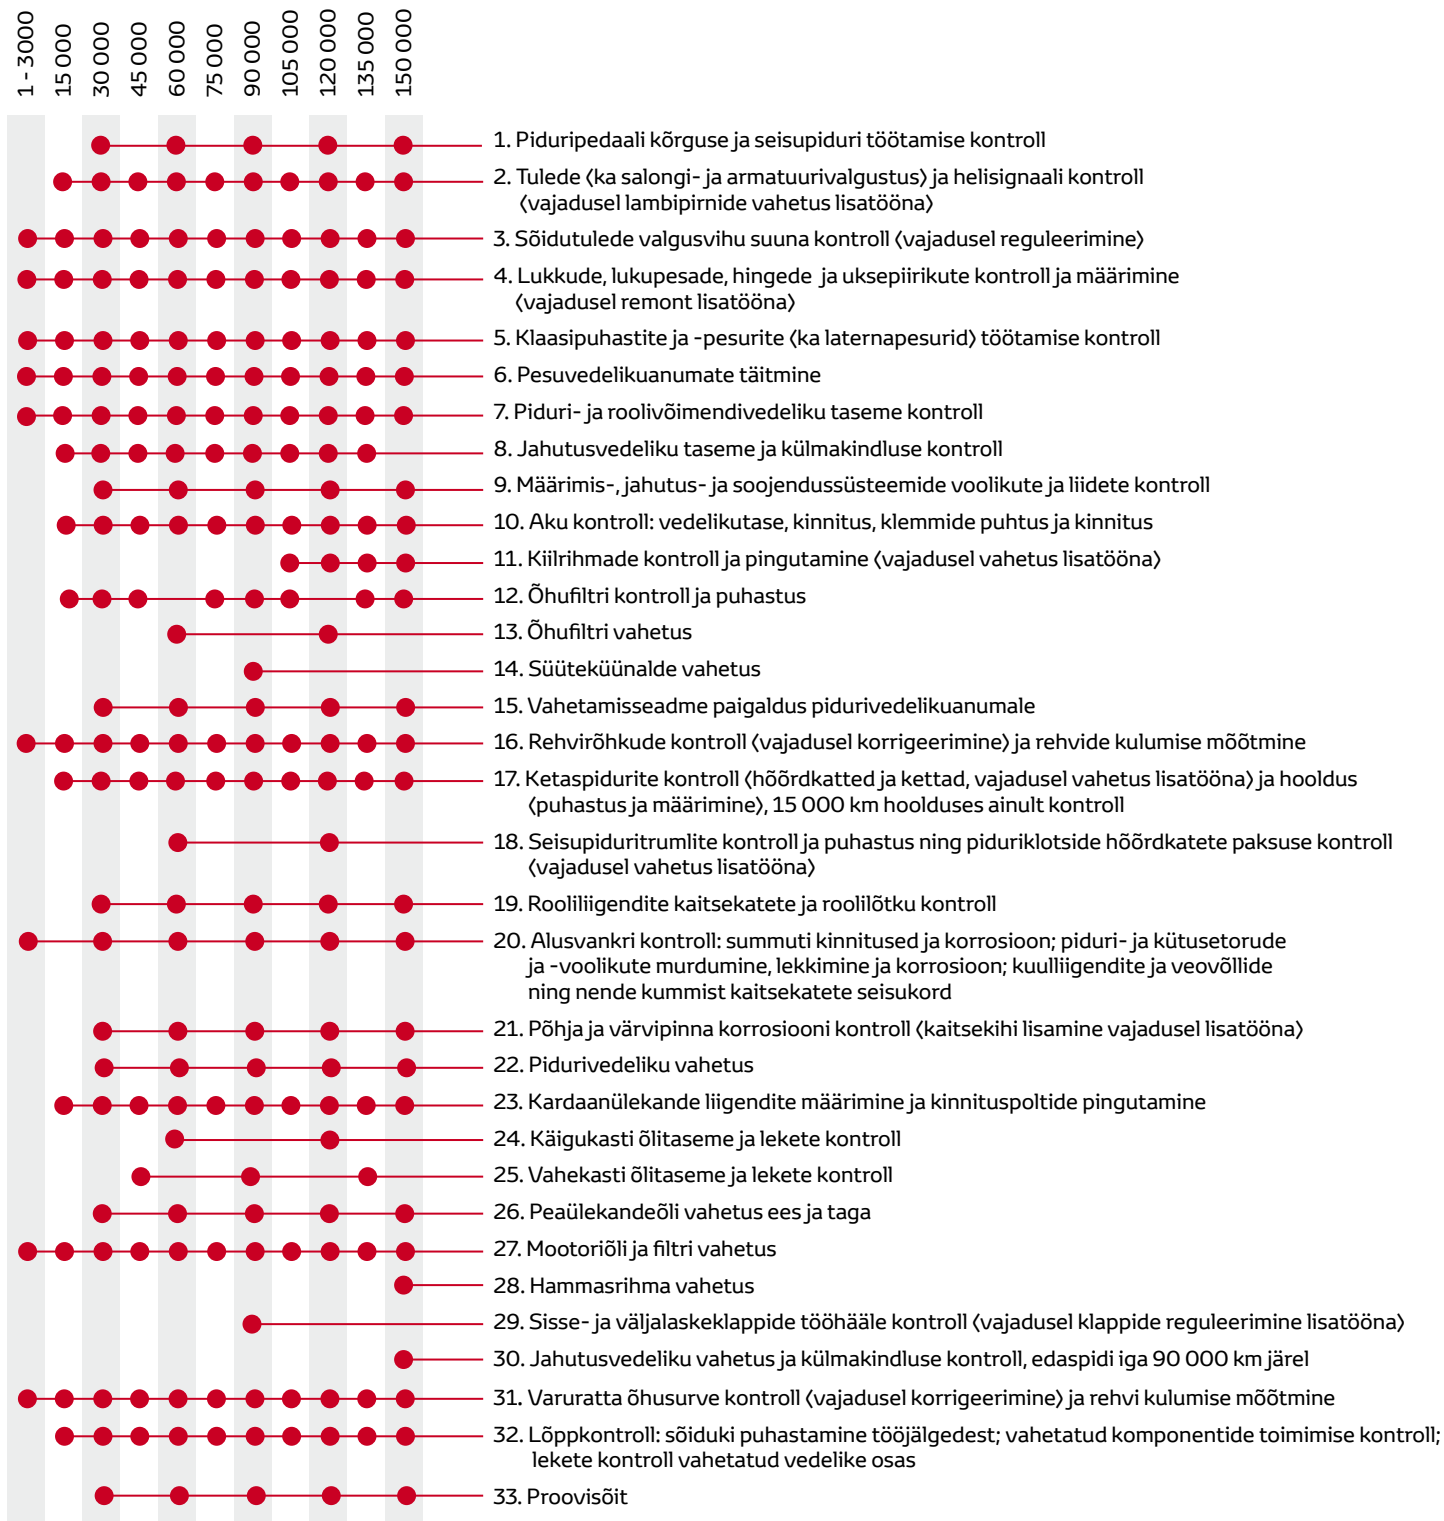 1 - 3000
15 000
30 000
45 000
60 000
75 000
90 000
105 000
120 000
135 000
150 000
1. Piduripedaali kõrguse ja seisupiduri töötamise kontroll
2. Tulede ⟨ka salongi- ja armatuurivalgustus⟩ ja helisignaali kontroll
⟨vajadusel lambipirnide vahetus lisatööna⟩
3. Sõidutulede valgusvihu suuna kontroll ⟨vajadusel reguleerimine⟩
4. Lukkude, lukupesade, hingede ja uksepiirikute kontroll ja määrimine
⟨vajadusel remont lisatööna⟩
5. Klaasipuhastite ja -pesurite ⟨ka laternapesurid⟩ töötamise kontroll
6. Pesuvedelikuanumate täitmine
7. Piduri- ja roolivõimendivedeliku taseme kontroll
8. Jahutusvedeliku taseme ja külmakindluse kontroll
9. Määrimis-, jahutus- ja soojendussüsteemide voolikute ja liidete kontroll
10. Aku kontroll: vedelikutase, kinnitus, klemmide puhtus ja kinnitus
11. Kiilrihmade kontroll ja pingutamine ⟨vajadusel vahetus lisatööna⟩
12. Õhufiltri kontroll ja puhastus
13. Õhufiltri vahetus
14. Süüteküünalde vahetus
15. Vahetamisseadme paigaldus pidurivedelikuanumale
16. Rehvirõhkude kontroll ⟨vajadusel korrigeerimine⟩ ja rehvide kulumise mõõtmine
17. Ketaspidurite kontroll ⟨hõõrdkatted ja kettad, vajadusel vahetus lisatööna⟩ ja hooldus
⟨puhastus ja määrimine⟩, 15 000 km hoolduses ainult kontroll
18. Seisupiduritrumlite kontroll ja puhastus ning piduriklotside hõõrdkatete paksuse kontroll
⟨vajadusel vahetus lisatööna⟩
19. Rooliliigendite kaitsekatete ja roolilõtku kontroll
20. Alusvankri kontroll: summuti kinnitused ja korrosioon; piduri- ja kütusetorude
ja -voolikute murdumine, lekkimine ja korrosioon; kuulliigendite ja veovõllide
ning nende kummist kaitsekatete seisukord
21. Põhja ja värvipinna korrosiooni kontroll ⟨kaitsekihi lisamine vajadusel lisatööna⟩
22. Pidurivedeliku vahetus
23. Kardaanülekande liigendite määrimine ja kinnituspoltide pingutamine
24. Käigukasti õlitaseme ja lekete kontroll
25. Vahekasti õlitaseme ja lekete kontroll
26. Peaülekandeõli vahetus ees ja taga
27. Mootoriõli ja filtri vahetus
28. Hammasrihma vahetus
29. Sisse- ja väljalaskeklappide tööhääle kontroll ⟨vajadusel klappide reguleerimine lisatööna⟩
30. Jahutusvedeliku vahetus ja külmakindluse kontroll, edaspidi iga 90 000 km järel
31. Varuratta õhusurve kontroll ⟨vajadusel korrigeerimine⟩ ja rehvi kulumise mõõtmine
32. Lõppkontroll: sõiduki puhastamine tööjälgedest; vahetatud komponentide toimimise kontroll;
lekete kontroll vahetatud vedelike osas
33. Proovisõit